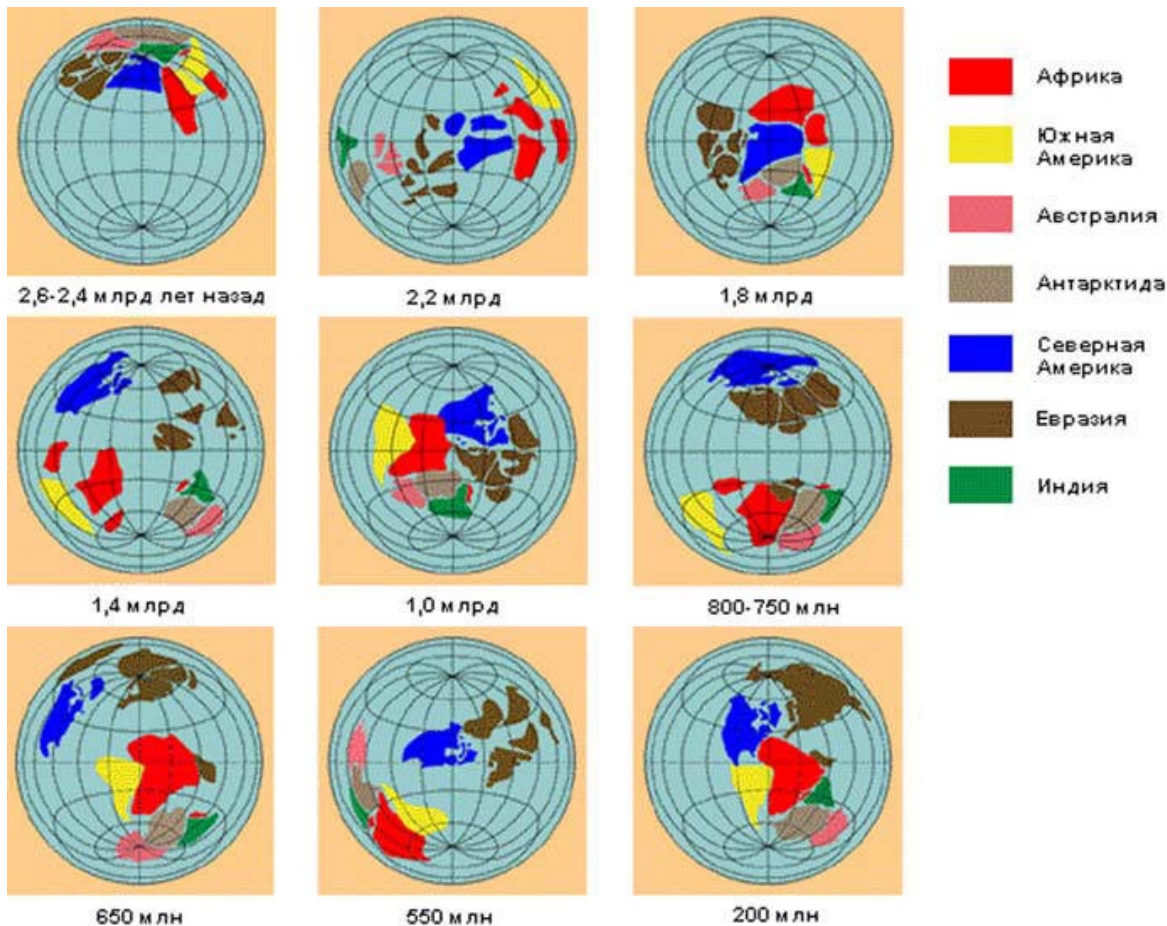 2,6-2,4 млрд лет назад
2,2 млрд
1,8 млрд
1,4 млрд
1,0 млрд
800-750 млн
650 млн
550 млн
200 млн
Африка
Южная
Америка
Австралия
Антарктида
Северная
Америка
Евразия
Индия